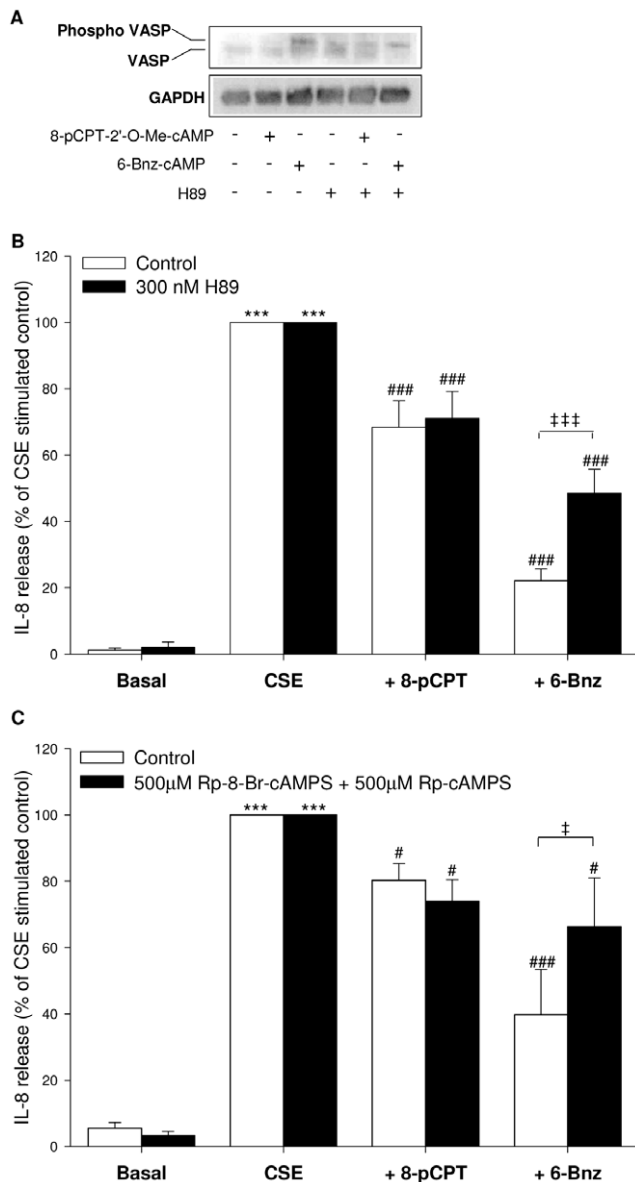 A
Phospho VASP
VASP
GAPDH
8-pCPT-2'-O-Me-cAMP - + - - + -
6-Bnz-cAMP - - + - - +
H89 - - - + + +
B
120
Control
300 nM H89
100
*** ***
80
### ###
‡‡‡
60
###
40
###
20
0
IL-8 release (% of CSE stimulated control)
Basal CSE + 8-pCPT + 6-Bnz
C
120
Control
500µM Rp-8-Br-cAMPS + 500µM Rp-cAMPS
100
*** ***
‡
80
# # #
60
###
40
20
0
IL-8 release (% of CSE stimulated control)
Basal CSE + 8-pCPT + 6-Bnz